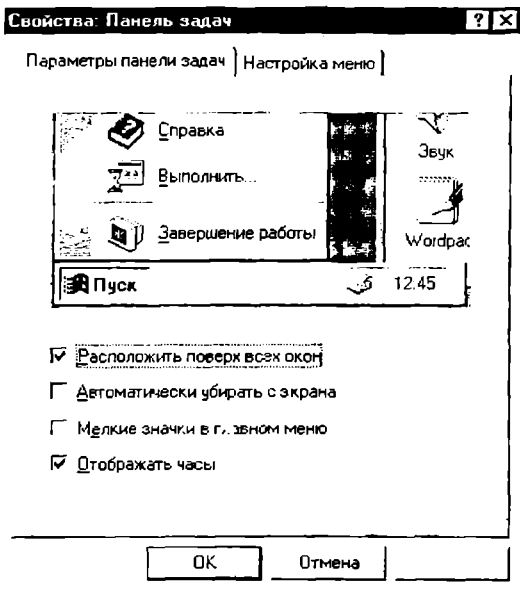 Свойства: Панель задач
Параметры панели задач
Настройка меню
Справка
Выполнить...
Завершение работы
Звук
Wordpad
Пуск
12:45
Расположить поверх всех окон
Автоматически убирать с экрана
Мелкие значки в главном меню
Отображать часы
ОК
Отмена